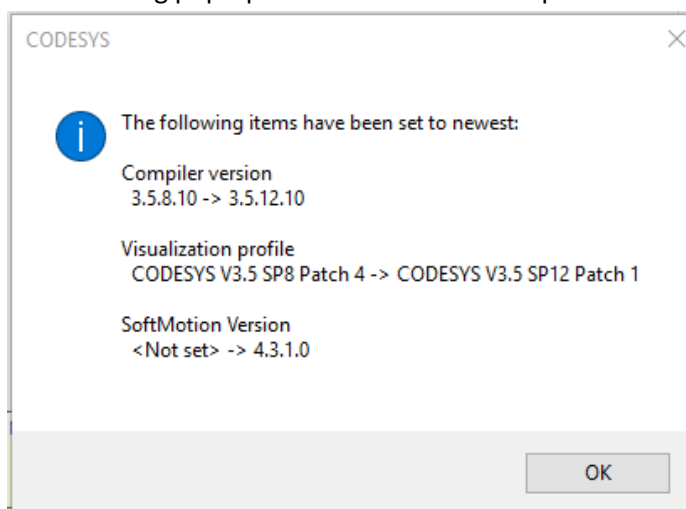 CODESYS
The following items have been set to newest:
Compiler version
3.5.8.10 -> 3.5.12.10
Visualization profile
CODESYS V3.5 SP8 Patch 4 -> CODESYS V3.5 SP12 Patch 1
SoftMotion Version
<Not set> -> 4.3.1.0
OK